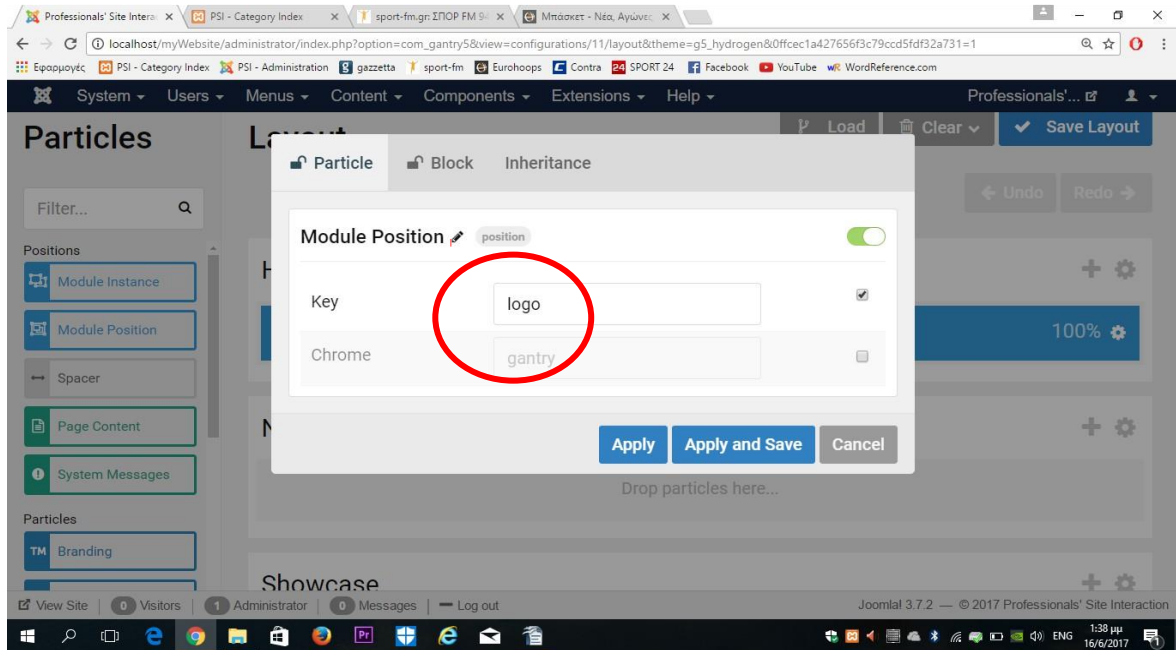 Professionals' Site Intera
PSI - Category Index
sport-fm.gr: ΣΠΟΡ FM 94
Μπάσκετ - Νέα, Αγώνες
localhost/myWebsite/administrator/index.php?option=com_gantry5&view=configurations/11/layout&theme=g5_hydrogen&0ffcec1a427656f3c79ccd5fdf32a731=1
Εφαρμογές PSI - Category Index PSI - Administration gazzetta sport-fm Eurohoops Contra 24 SPORT 24 Facebook YouTube WR WordReference.com
System Users Menus Content Components Extensions Help Professionals'...
Particles Layout Load Clear Save Layout
Particle Block Inheritance
Filter... Undo Redo
Module Position position
Positions
Module Instance
Key logo
Module Position 100%
Chrome gantry
Spacer
Page Content
Apply Apply and Save Cancel
System Messages
Drop particles here...
Particles
TM Branding
Showcase
View Site 0 Visitors 1 Administrator 0 Messages Log out Joomla! 3.7.2 — © 2017 Professionals' Site Interaction
Pr ENG 1:38 μμ
16/6/2017